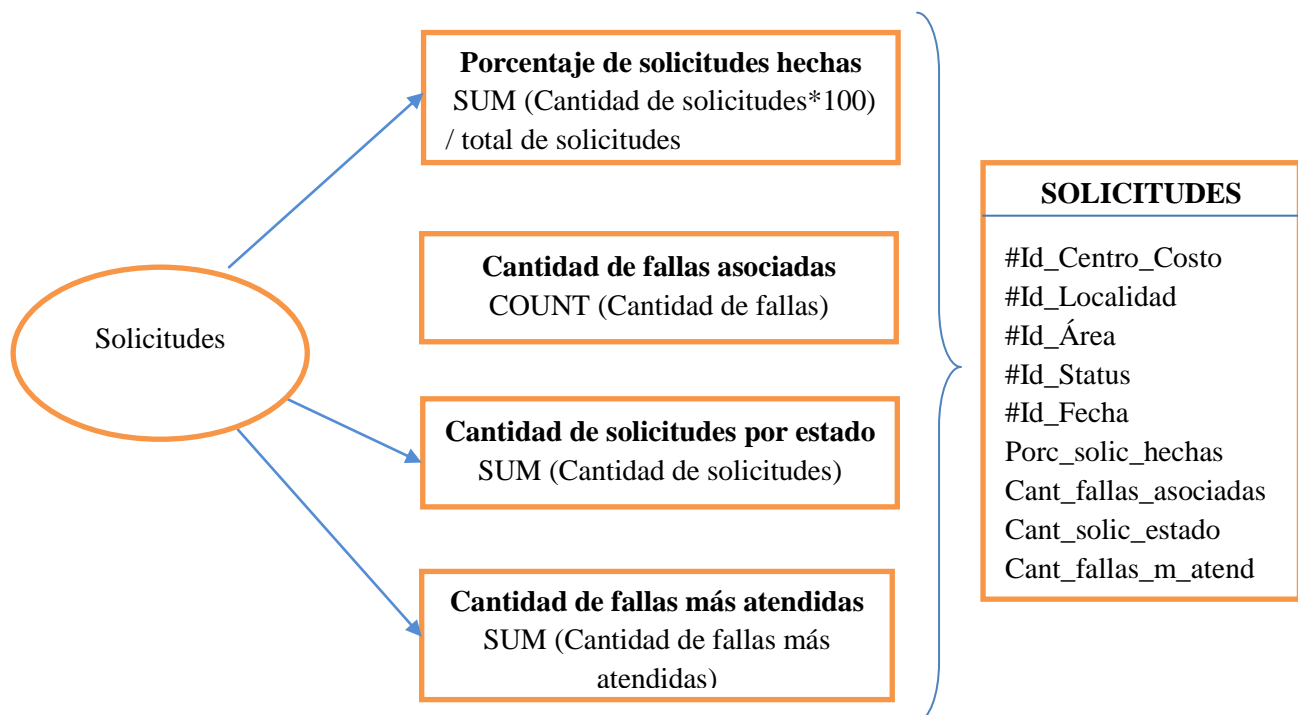 Solicitudes
Porcentaje de solicitudes hechas
SUM (Cantidad de solicitudes*100)
/ total de solicitudes
Cantidad de fallas asociadas
COUNT (Cantidad de fallas)
Cantidad de solicitudes por estado
SUM (Cantidad de solicitudes)
Cantidad de fallas más atendidas
SUM (Cantidad de fallas más
atendidas)
SOLICITUDES
#Id_Centro_Costo
#Id_Localidad
#Id_Área
#Id_Status
#Id_Fecha
Porc_solic_hechas
Cant_fallas_asociadas
Cant_solic_estado
Cant_fallas_m_atend